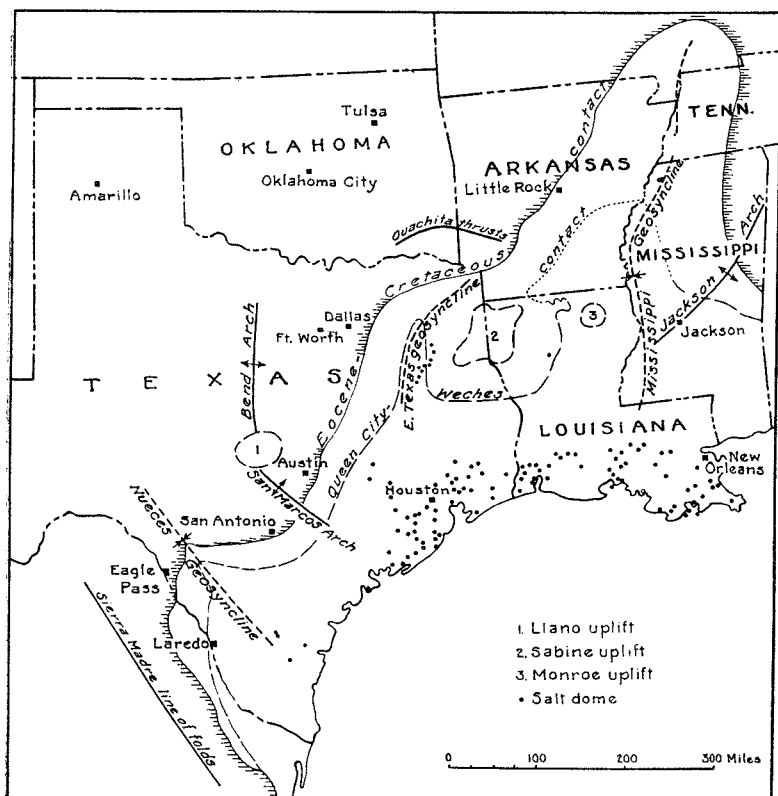 Tulsa
OKLAHOMA
Oklahoma City
Amarillo
TENN.
ARKANSAS
Little Rock
contact
Ouachita thrusts
contact
Geosyncline
MISSISSIPPI
Arch
Jackson
Jackson
Mississippi
Cretaceous
Eocene
E. Texas geosyncline
Dallas
Ft. Worth
Bend Arch
TEXAS
2
3
Weches
Queen City
LOUISIANA
New
Orleans
1
Austin
San Marcos Arch
Houston
San Antonio
Nueces
Geosyncline
Eagle
Pass
Laredo
Sierra Madre line of folds
1. Llano uplift
2. Sabine uplift
3. Monroe uplift
• Salt dome
0 100 200 300 Miles